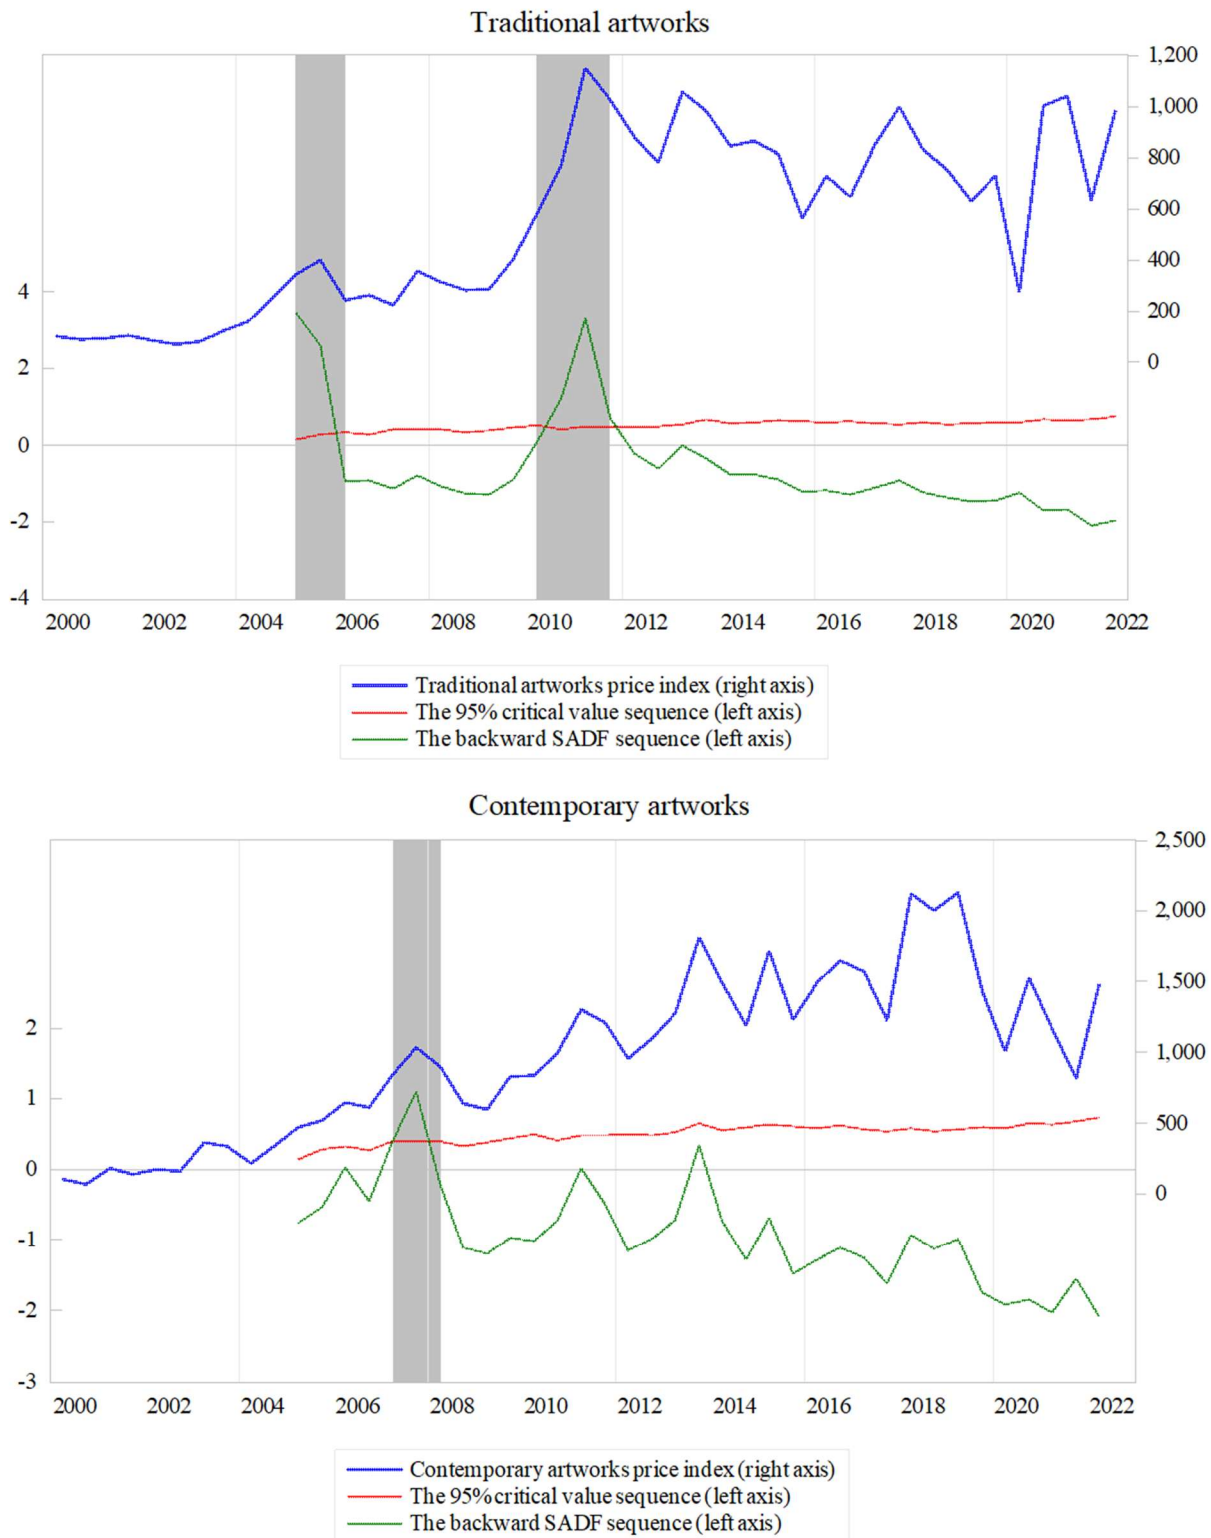 Traditional artworks
1,200
1,000
800
600
400
200
0
4
2
0
-2
-4
2000 2002 2004 2006 2008 2010 2012 2014 2016 2018 2020 2022
Traditional artworks price index (right axis)
The 95% critical value sequence (left axis)
The backward SADF sequence (left axis)
Contemporary artworks
2,500
2,000
1,500
1,000
500
0
2
1
0
-1
-2
-3
2000 2002 2004 2006 2008 2010 2012 2014 2016 2018 2020 2022
Contemporary artworks price index (right axis)
The 95% critical value sequence (left axis)
The backward SADF sequence (left axis)